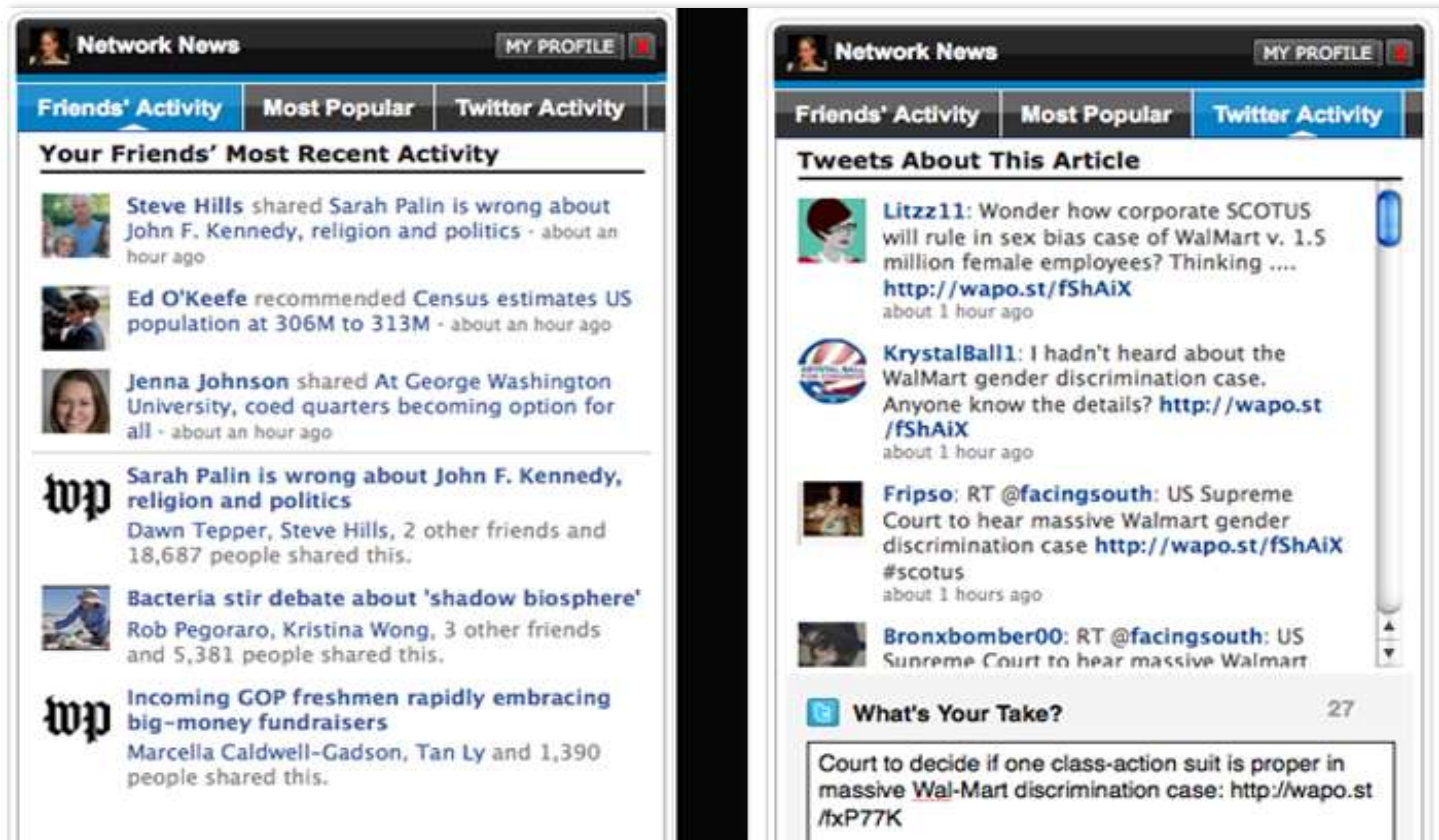 Network News
MY PROFILE
Friends' Activity
Most Popular
Twitter Activity
Your Friends' Most Recent Activity
Steve Hills shared Sarah Palin is wrong about
John F. Kennedy, religion and politics · about an
hour ago
Ed O'Keefe recommended Census estimates US
population at 306M to 313M · about an hour ago
Jenna Johnson shared At George Washington
University, coed quarters becoming option for
all · about an hour ago
wp
Sarah Palin is wrong about John F. Kennedy,
religion and politics
Dawn Tepper, Steve Hills, 2 other friends and
18,687 people shared this.
Bacteria stir debate about 'shadow biosphere'
Rob Pegoraro, Kristina Wong, 3 other friends
and 5,381 people shared this.
wp
Incoming GOP freshmen rapidly embracing
big-money fundraisers
Marcella Caldwell-Gadson, Tan Ly and 1,390
people shared this.
Network News
MY PROFILE
Friends' Activity
Most Popular
Twitter Activity
Tweets About This Article
Litzz11: Wonder how corporate SCOTUS
will rule in sex bias case of WalMart v. 1.5
million female employees? Thinking ....
http://wapo.st/fShAiX
about 1 hour ago
KrystalBall1: I hadn't heard about the
WalMart gender discrimination case.
Anyone know the details? http://wapo.st
/fShAiX
about 1 hour ago
Fripso: RT @facingsouth: US Supreme
Court to hear massive Walmart gender
discrimination case http://wapo.st/fShAiX
#scotus
about 1 hours ago
Bronxbomber00: RT @facingsouth: US
Supreme Court to hear massive Walmart
What's Your Take?
27
Court to decide if one class-action suit is proper in
massive Wal-Mart discrimination case: http://wapo.st
/fxP77K